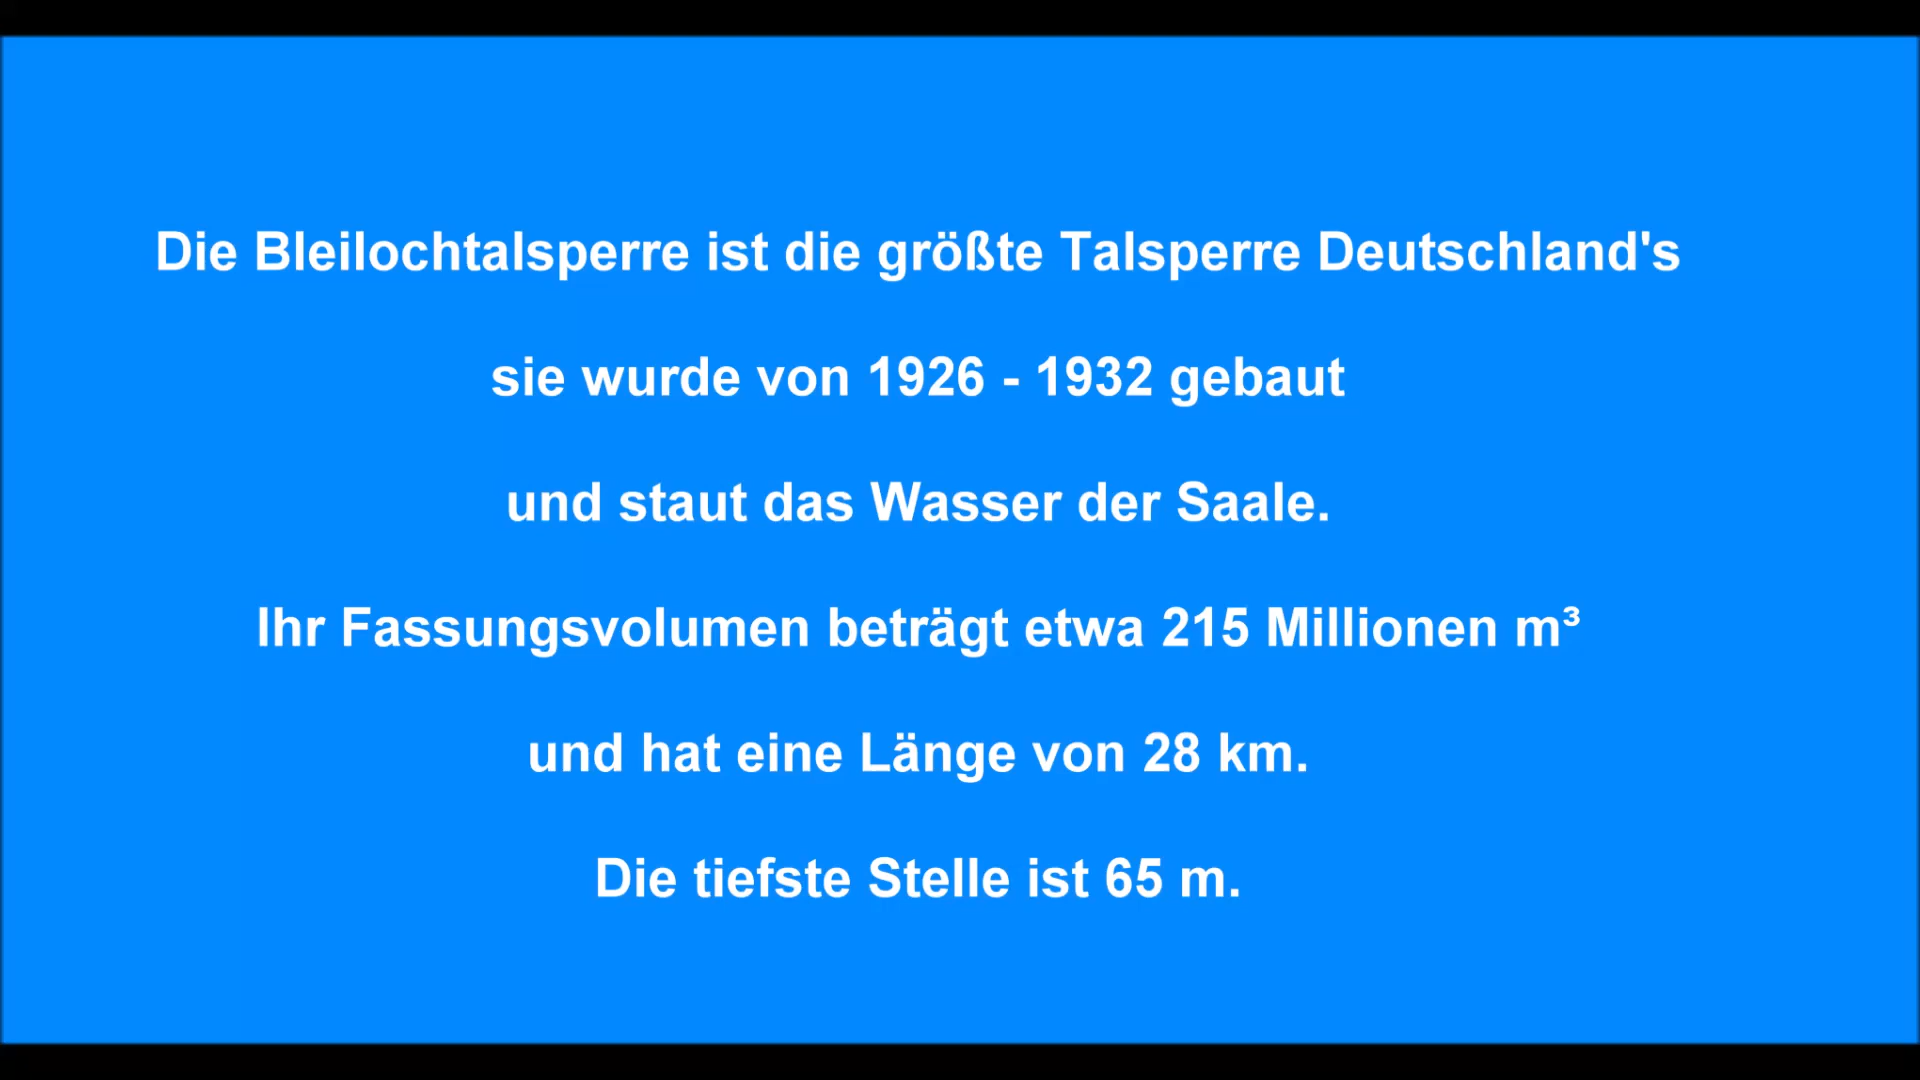 Die Bleilochtalsperre ist die größte Talsperre Deutschland's
sie wurde von 1926 - 1932 gebaut
und staut das Wasser der Saale.
Ihr Fassungsvolumen beträgt etwa 215 Millionen m³
und hat eine Länge von 28 km.
Die tiefste Stelle ist 65 m.